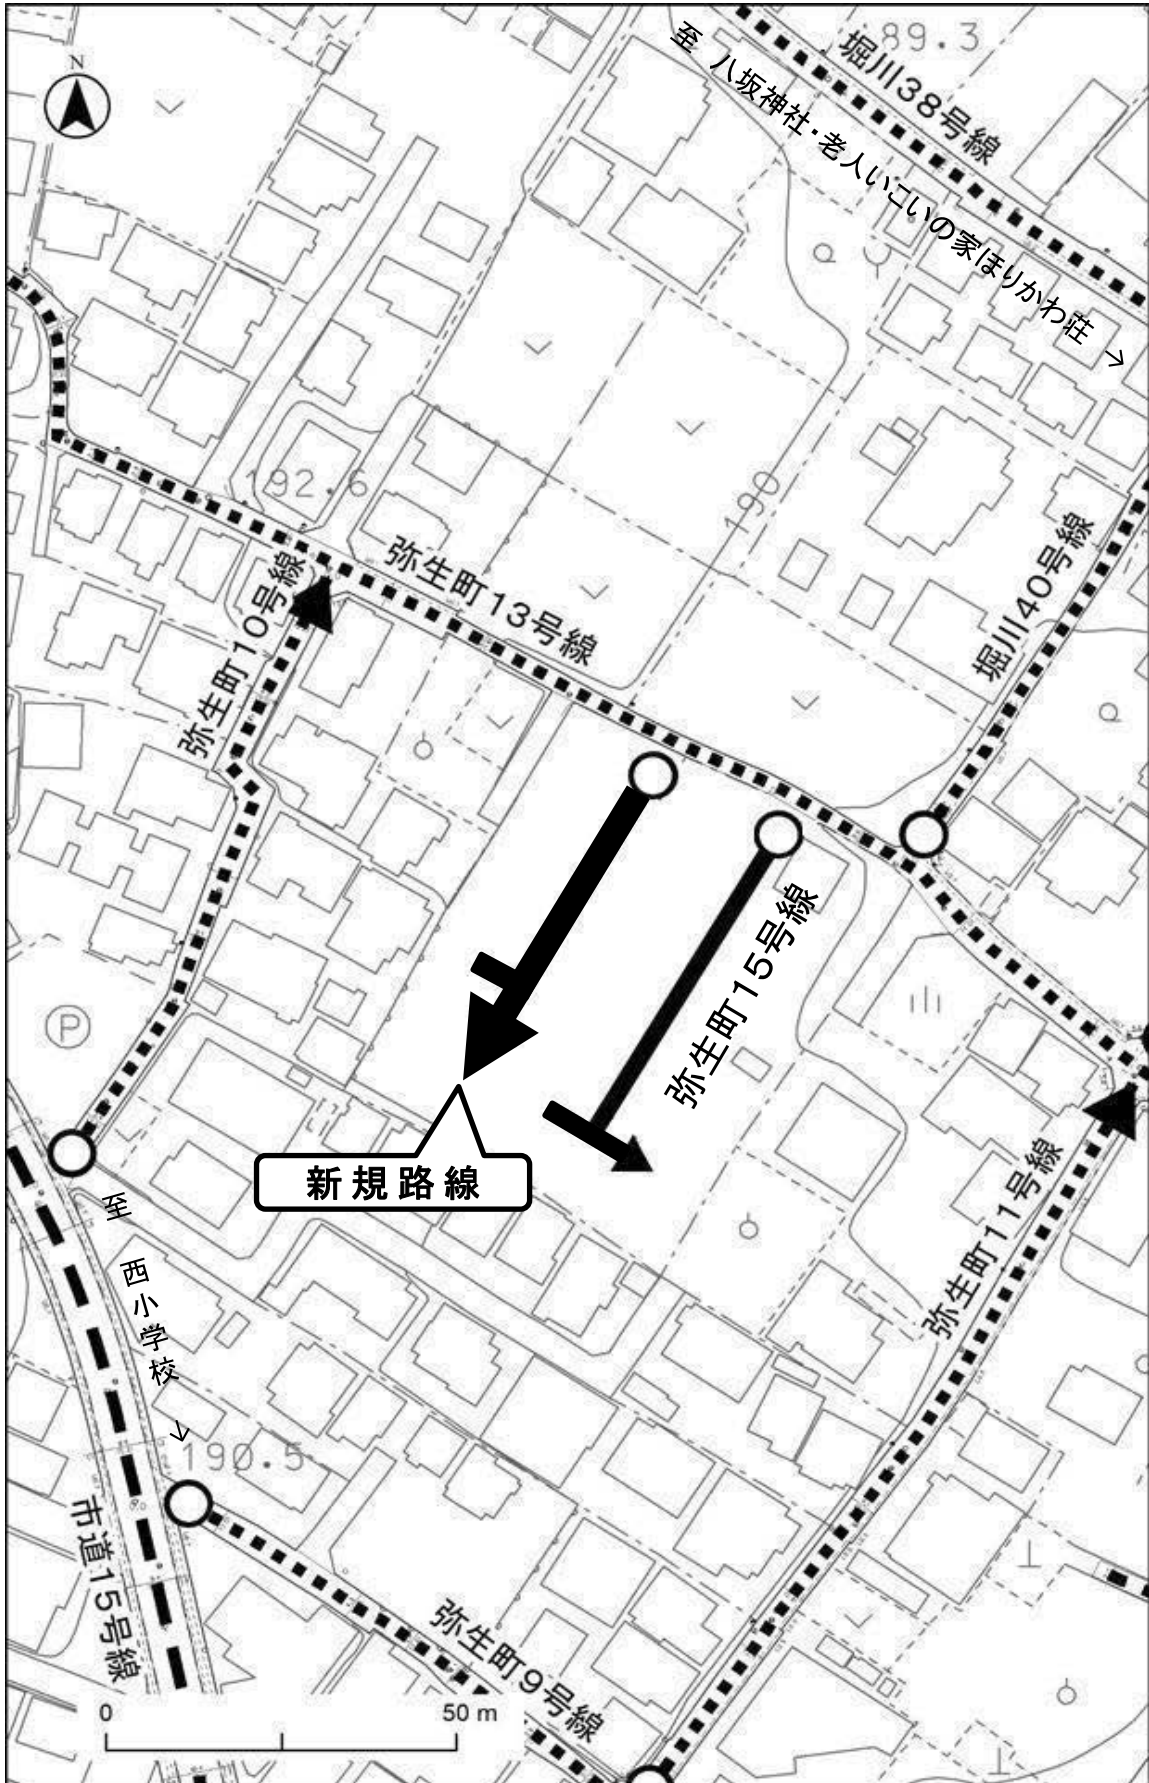 189.3
堀川38号線
至 八坂神社・老人いこいの家ほりかわ荘 →
N
192.6
弥生町13号線
190
堀川40号線
弥生町10号線
弥生町15号線
P
新規路線
弥生町11号線
至 西小学校 →
190.5
市道15号線
弥生町9号線
0 50 m